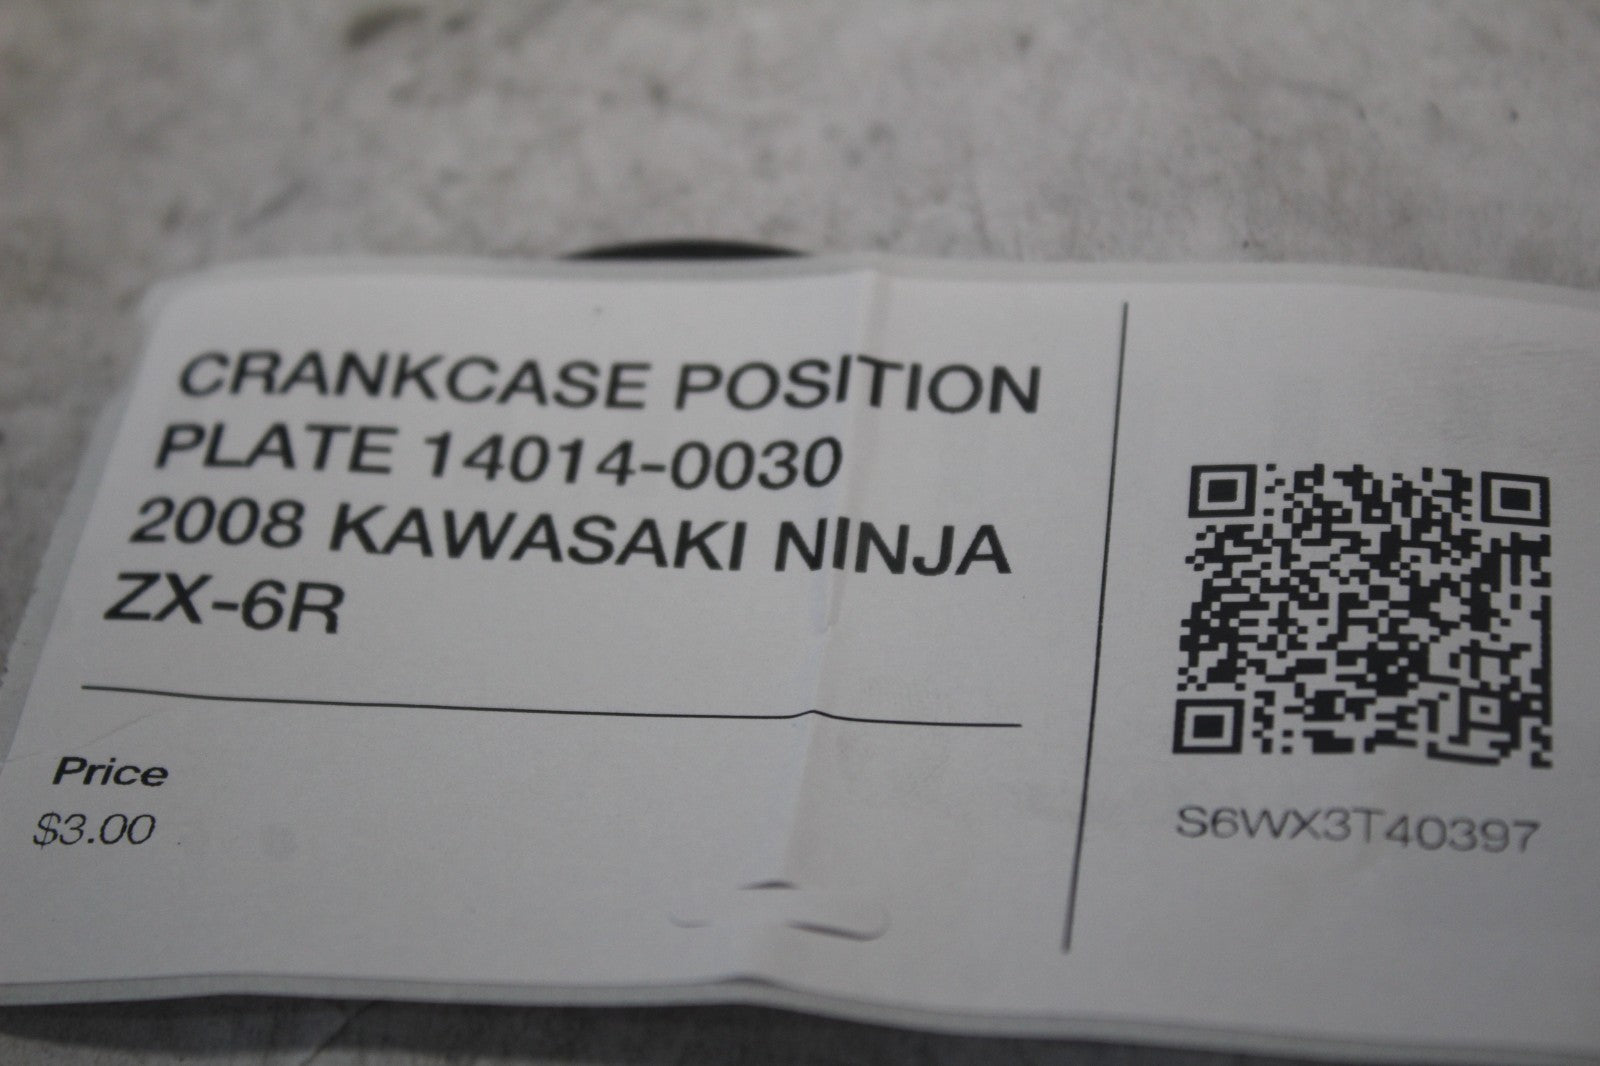 CRANKCASE POSITION
PLATE 14014-0030
2008 KAWASAKI NINJA
ZX-6R
Price
$3.00
S6WX3T40397